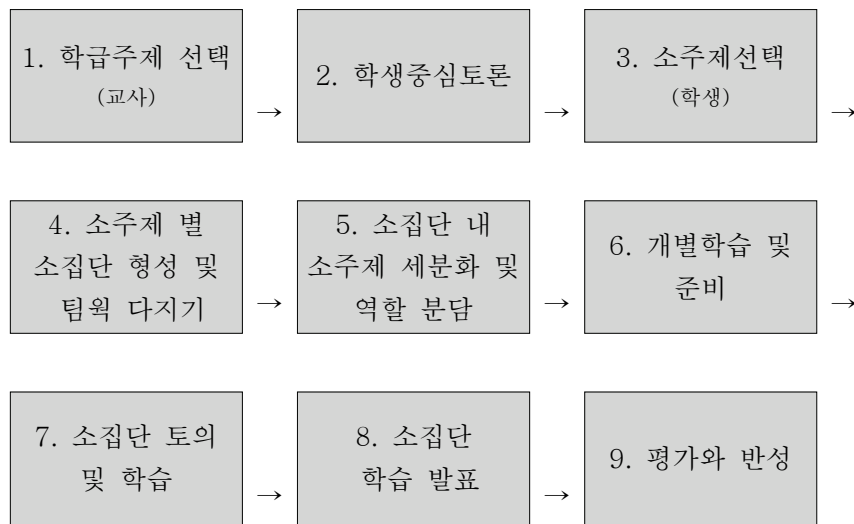 1. 학급주제 선택
(교사)
→
2. 학생중심토론
→
3. 소주제선택
(학생)
→
4. 소주제 별
소집단 형성 및
팀웍 다지기
→
5. 소집단 내
소주제 세분화 및
역할 분담
→
6. 개별학습 및
준비
→
7. 소집단 토의
및 학습
→
8. 소집단
학습 발표
→
9. 평가와 반성